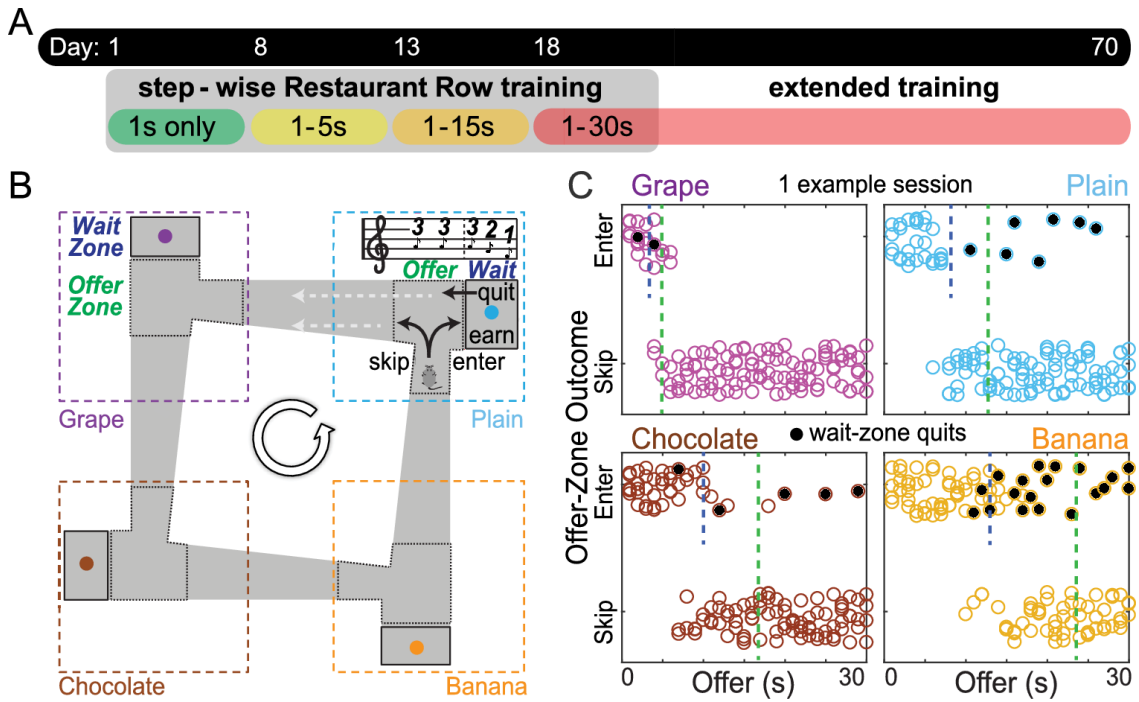 A
Day: 1 8 13 18 70
step-wise Restaurant Row training
extended training
1s only
1-5s
1-15s
1-30s
B
Wait
Zone
Offer
Zone
Grape
3 3 3 2 1
Offer Wait
quit
earn
skip enter
Plain
Chocolate
Banana
C
Grape
1 example session
Plain
Offer-Zone Outcome
Enter
Skip
Chocolate
wait-zone quits
Banana
Enter
Skip
0 Offer (s) 30
0 Offer (s) 30